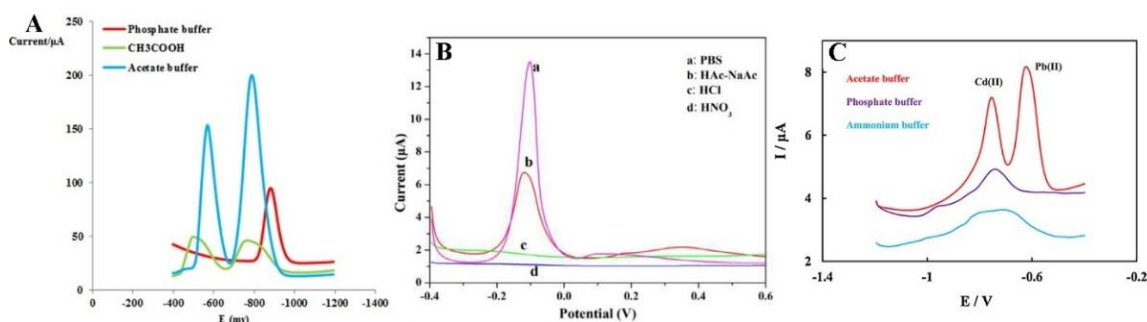 A
Current/µA
250
200
150
100
50
0
Phosphate buffer
CH3COOH
Acetate buffer
0 -200 -400 -600 -800 -1000 -1200 -1400
E (mv)
B
Current (µA)
14
12
10
8
6
4
2
0
a
b
c
d
a: PBS
b: HAc-NaAc
c: HCl
d: HNO3
-0.4 -0.2 0.0 0.2 0.4 0.6
Potential (V)
C
I / µA
8
6
4
2
Acetate buffer
Phosphate buffer
Ammonium buffer
Cd(II)
Pb(II)
-1.4 -1 -0.6 -0.2
E / V